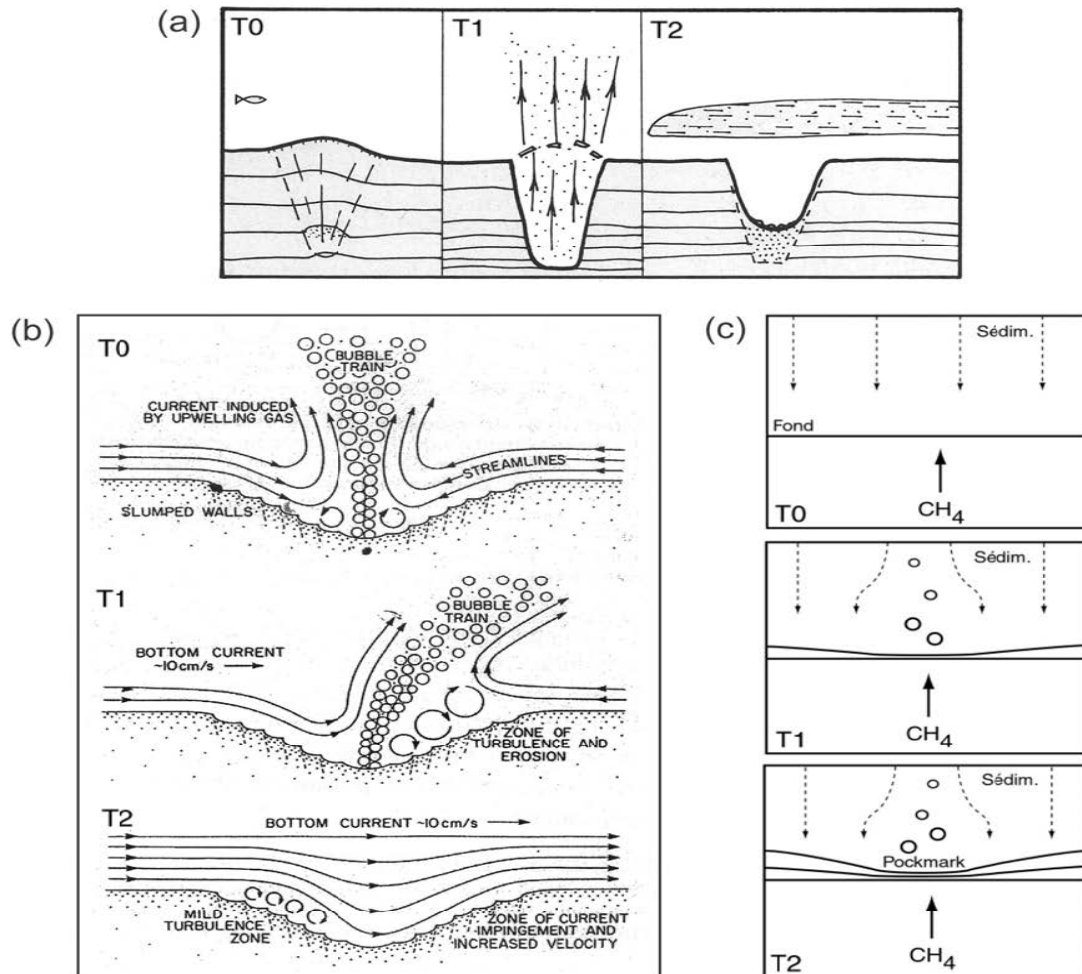 (a)
T0
T1
T2
(b)
T0
BUBBLE
TRAIN
CURRENT INDUCED
BY UPWELLING GAS
STREAMLINES
SLUMPED WALLS
T1
BUBBLE
TRAIN
BOTTOM CURRENT
~10cm/s
ZONE OF
TURBULENCE AND
EROSION
T2
BOTTOM CURRENT ~10cm/s
MILD
TURBULENCE
ZONE
ZONE OF CURRENT
IMPINGEMENT AND
INCREASED VELOCITY
(c)
Sédim.
Fond
CH4
T0
Sédim.
CH4
T1
Sédim.
Pockmark
CH4
T2